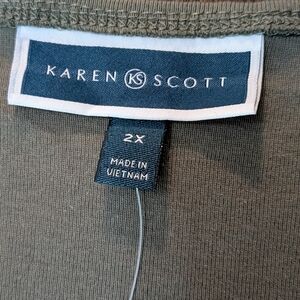 KAREN KS SCOTT
2X
MADE IN
VIETNAM